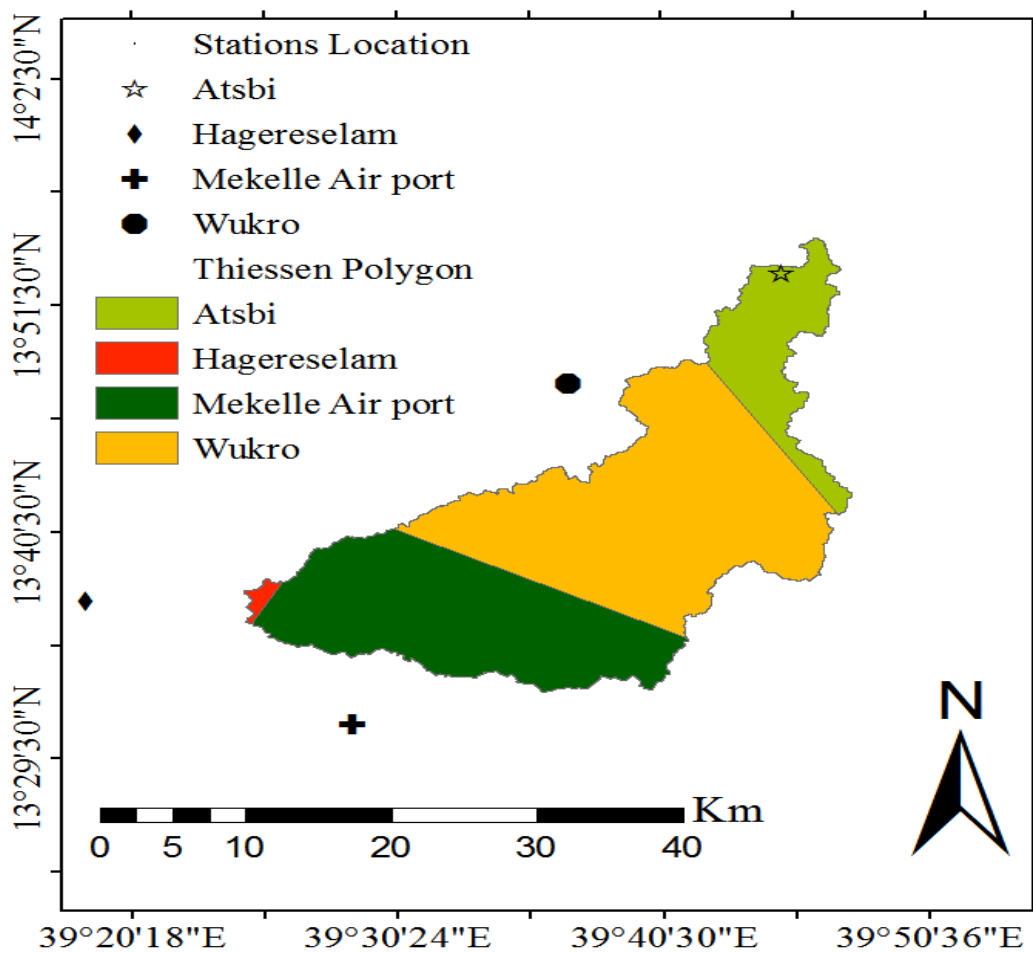 Stations Location
Atsbi
Hagereselam
Mekelle Air port
Wukro
Thiessen Polygon
Atsbi
Hagereselam
Mekelle Air port
Wukro
14°2'30"N
13°51'30"N
13°40'30"N
13°29'30"N
N
Km
0 5 10 20 30 40
39°20'18"E 39°30'24"E 39°40'30"E 39°50'36"E